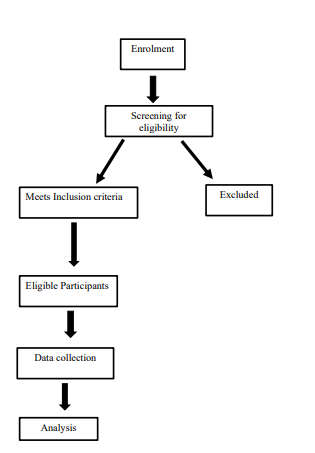 Enrolment
Screening for
eligibility
Meets Inclusion criteria
Excluded
Eligible Participants
Data collection
Analysis